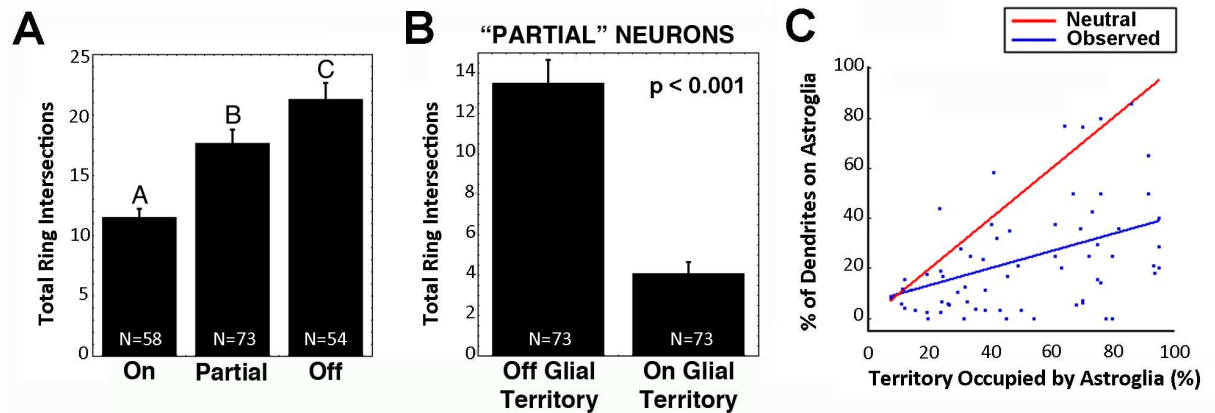 A
Total Ring Intersections
25
20
15
10
5
0
A
B
C
N=58
N=73
N=54
On
Partial
Off
B
"PARTIAL" NEURONS
Total Ring Intersections
14
12
10
8
6
4
2
0
p < 0.001
N=73
N=73
Off Glial
Territory
On Glial
Territory
C
Neutral
Observed
% of Dendrites on Astroglia
100
80
60
40
20
0
0
20
40
60
80
100
Territory Occupied by Astroglia (%)